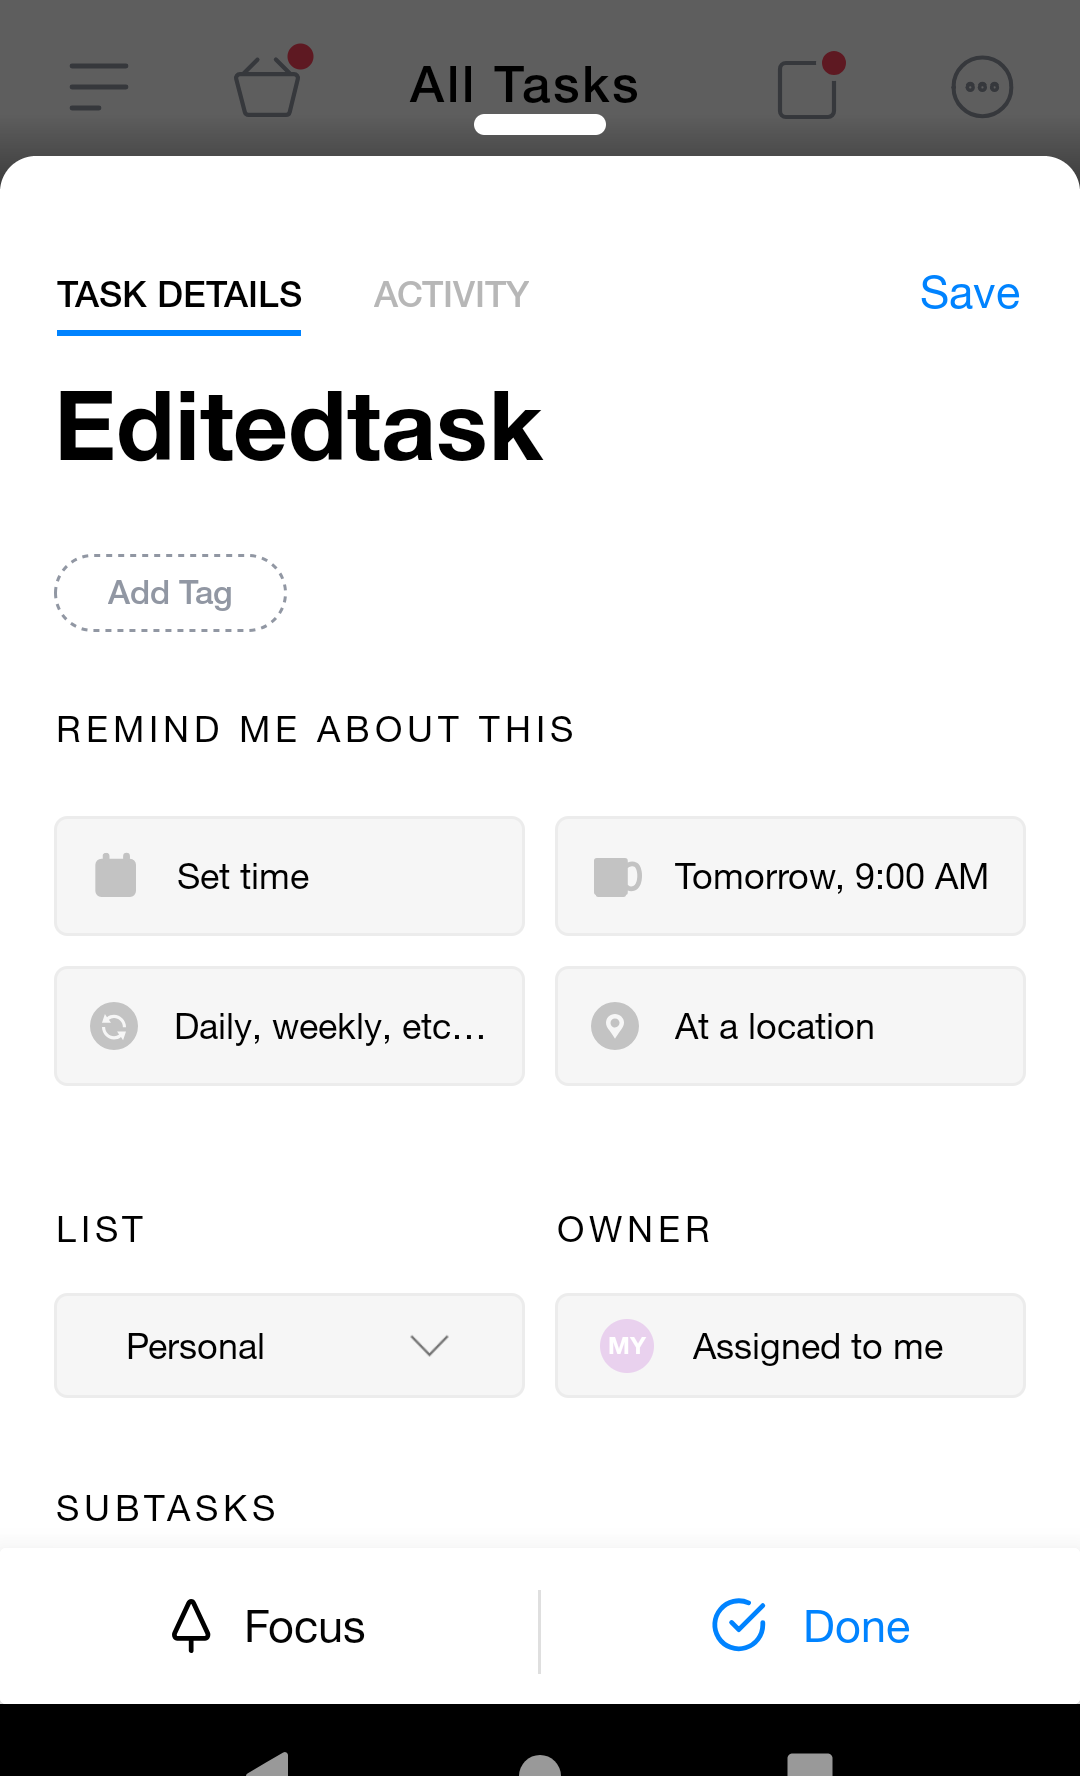 All Tasks
TASK DETAILS ACTIVITY Save
Editedtask
Add Tag
REMIND ME ABOUT THIS
Set time Tomorrow, 9:00 AM
Daily, weekly, etc... At a location
LIST OWNER
Personal MY Assigned to me
SUBTASKS
Focus Done